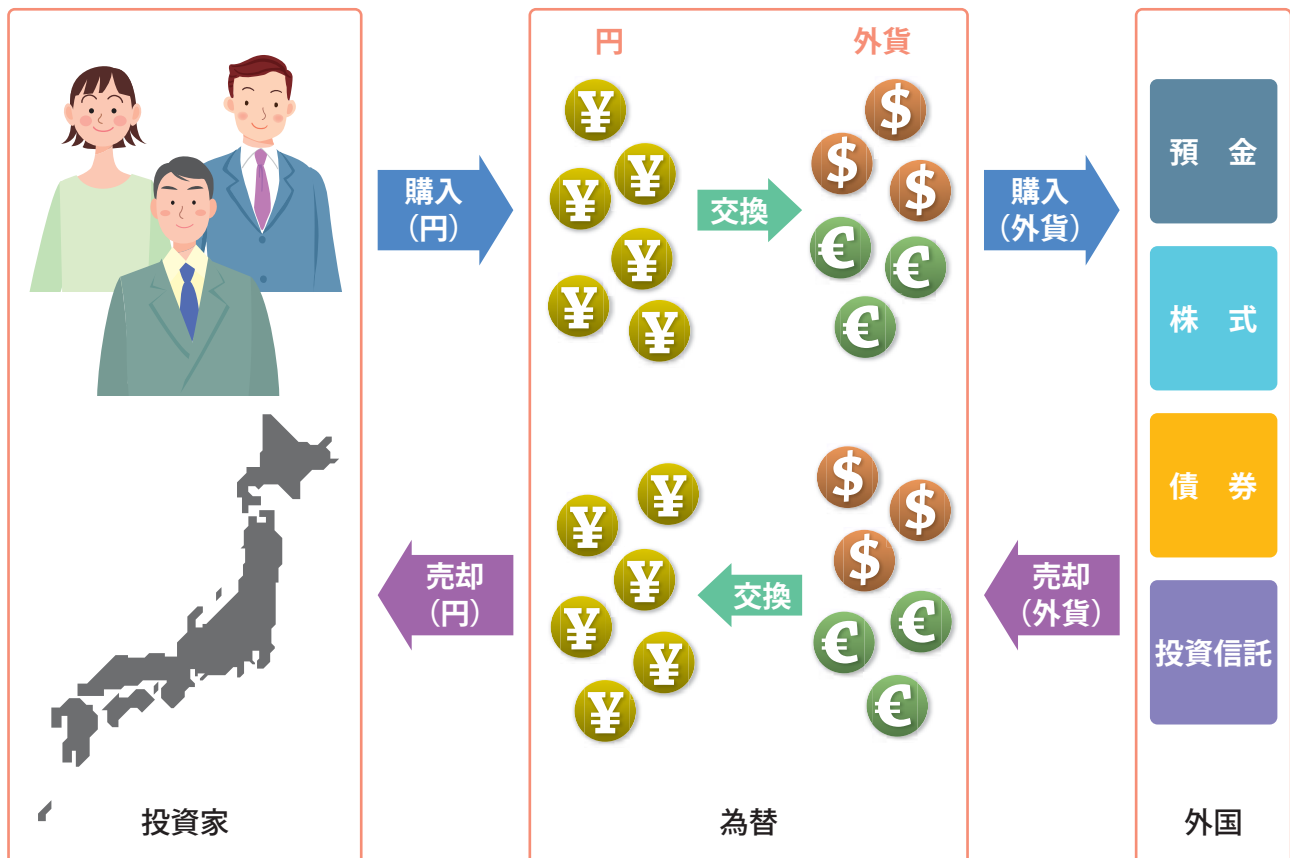 円
外貨
¥
¥
¥
¥
¥
¥
$
$
$
€
€
€
購入
（円）
交換
購入
（外貨）
預　金
株　式
債　券
投資信託
¥
¥
¥
¥
¥
¥
$
$
$
€
€
€
売却
（円）
交換
売却
（外貨）
投資家
為替
外国